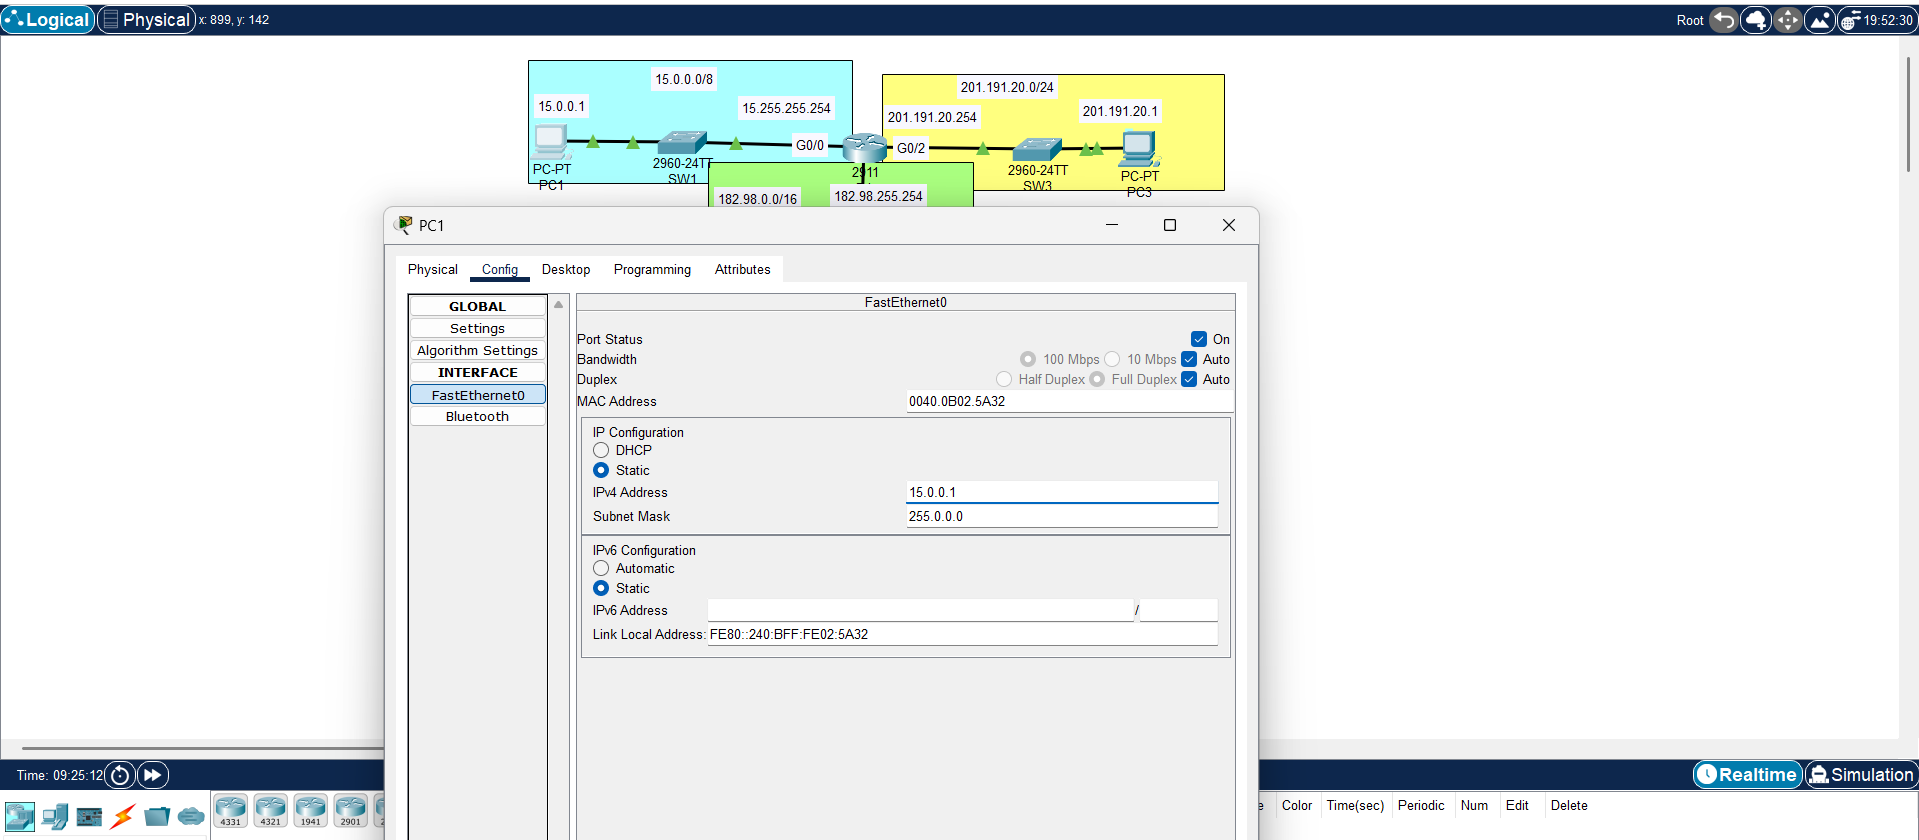 Logical Physical x: 899, y: 142 Root 19:52:30
15.0.0.0/8
15.0.0.1
15.255.255.254
G0/0
PC-PT
PC1
2960-24TT
SW1
201.191.20.0/24
201.191.20.254
201.191.20.1
G0/2
2911
2960-24TT
SW3
PC-PT
PC3
182.98.0.0/16
182.98.255.254
PC1
Physical Config Desktop Programming Attributes
GLOBAL
Settings
Algorithm Settings
INTERFACE
FastEthernet0
Bluetooth
FastEthernet0
Port Status On
Bandwidth 100 Mbps 10 Mbps Auto
Duplex Half Duplex Full Duplex Auto
MAC Address 0040.0B02.5A32
IP Configuration
DHCP
Static
IPv4 Address 15.0.0.1
Subnet Mask 255.0.0.0
IPv6 Configuration
Automatic
Static
IPv6 Address /
Link Local Address: FE80::240:BFF:FE02:5A32
Time: 09:25:12 Realtime Simulation
4331 4321 1941 2901
Color Time(sec) Periodic Num Edit Delete